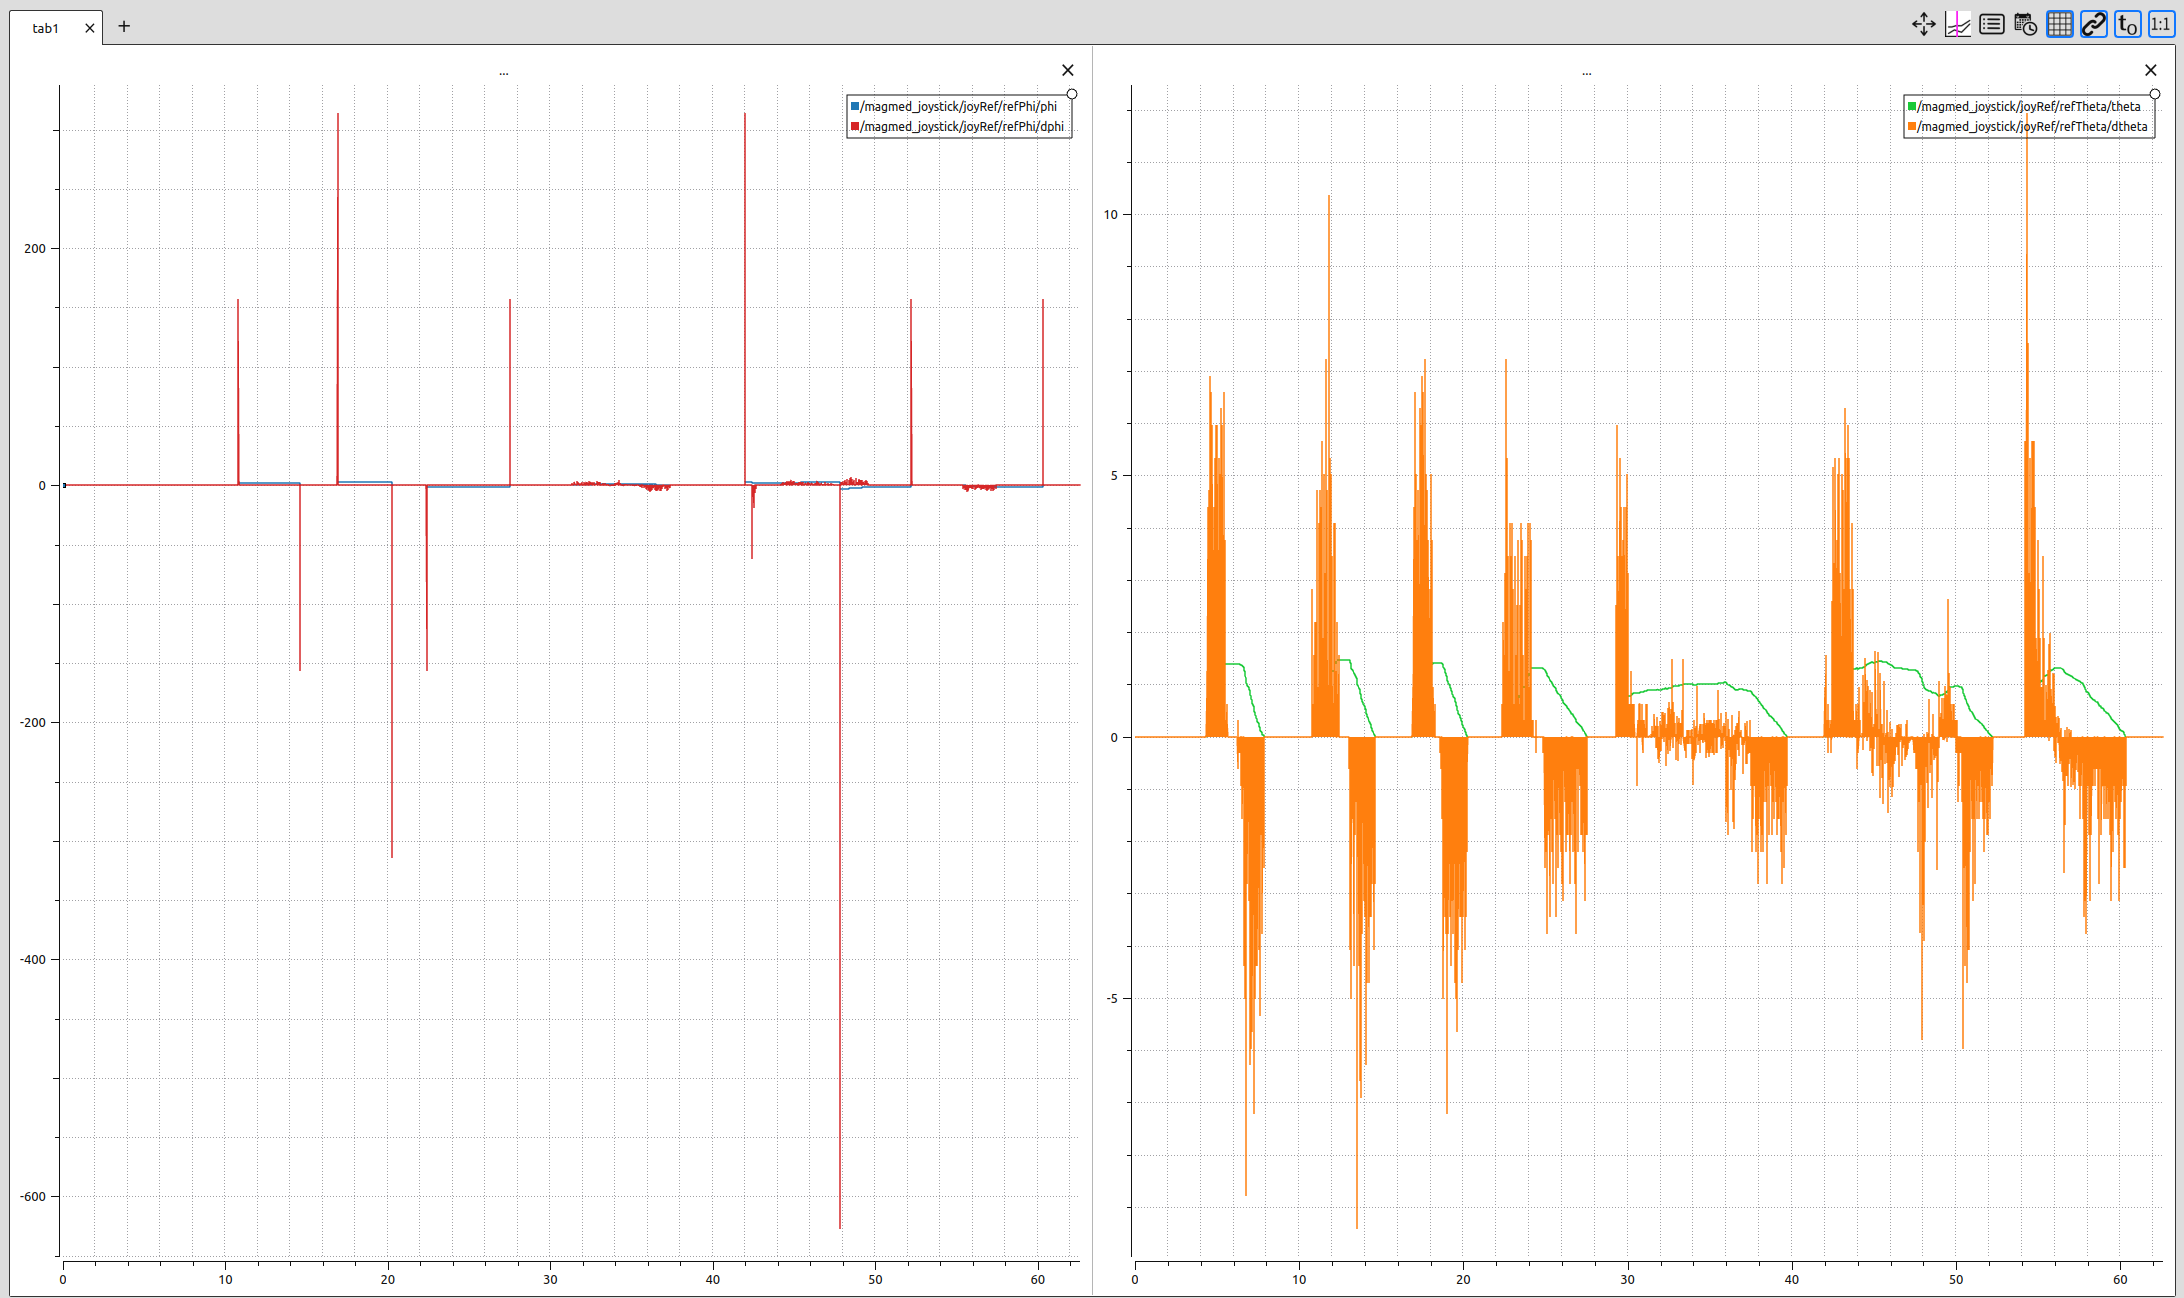 tab1
t0
1:1
...
/magmed_joystick/joyRef/refPhi/phi
/magmed_joystick/joyRef/refPhi/dphi
200
0
-200
-400
-600
0 10 20 30 40 50 60
...
/magmed_joystick/joyRef/refTheta/theta
/magmed_joystick/joyRef/refTheta/dtheta
10
5
0
-5
0 10 20 30 40 50 60